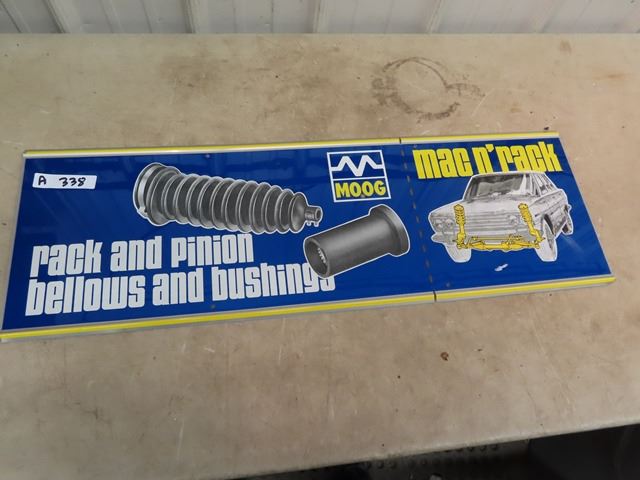 A 338
MOOG
mac n' rack
rack and pinion
bellows and bushings